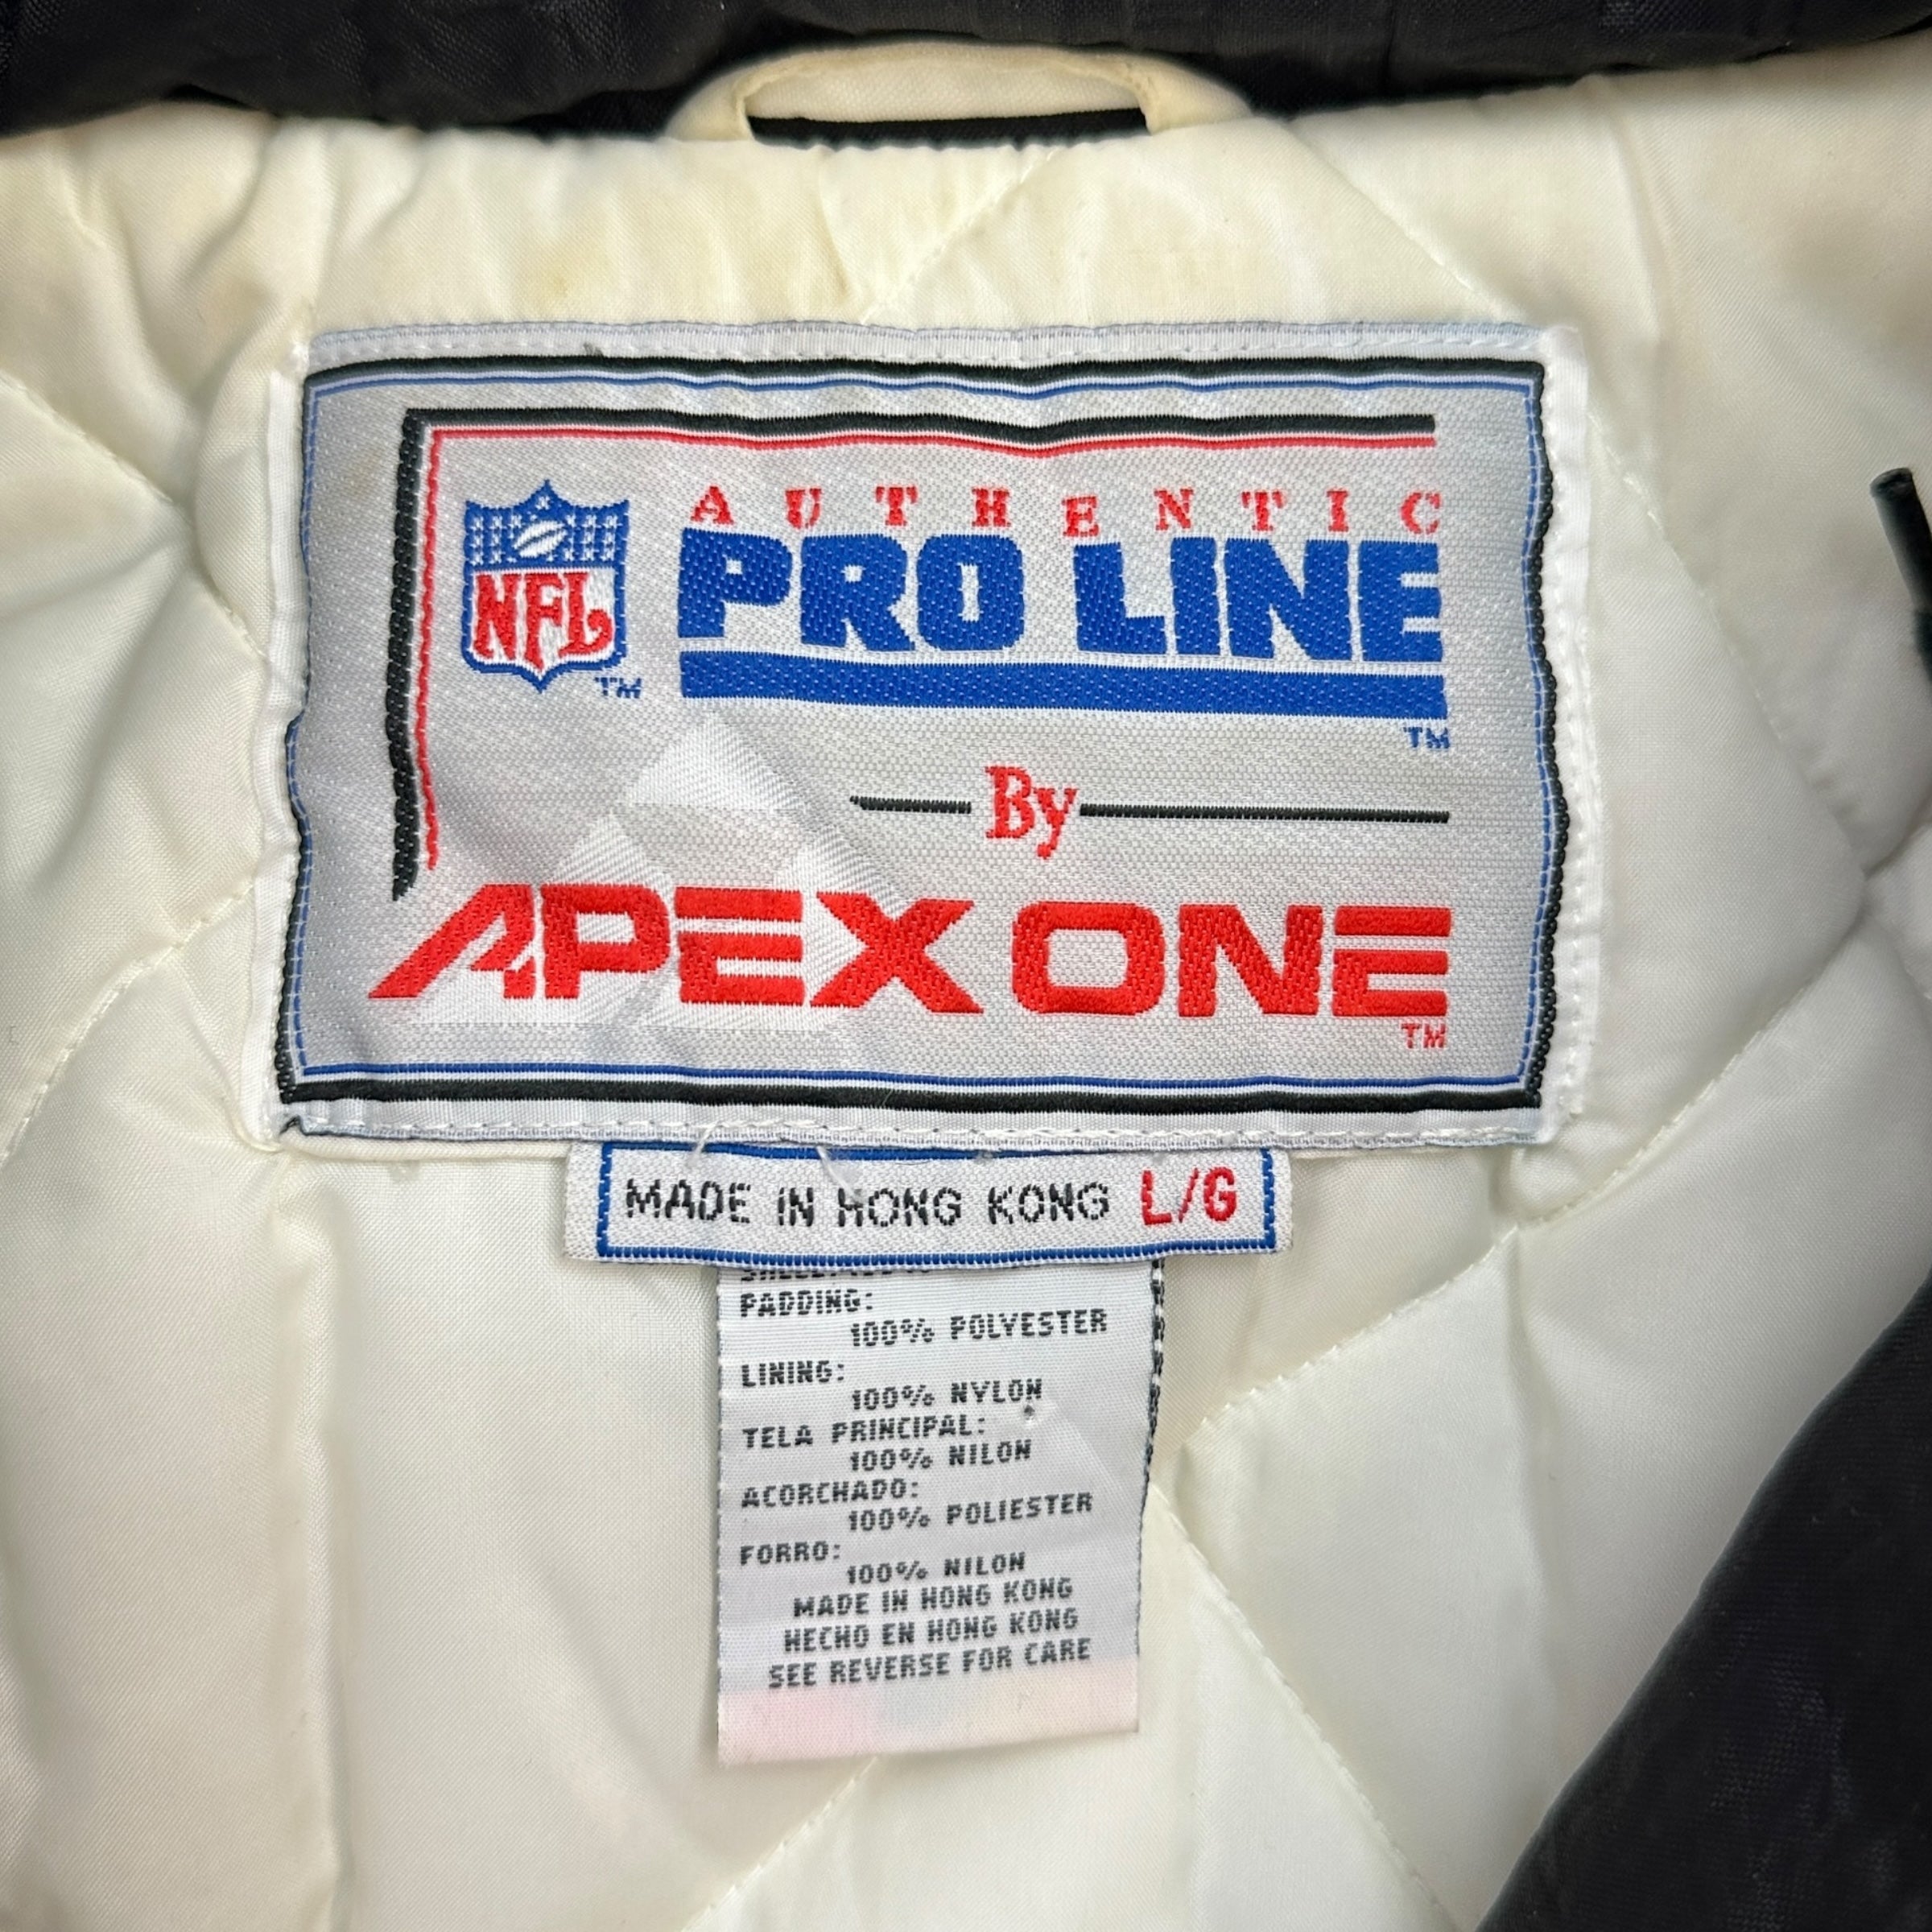 AUTHENTIC
PRO LINE
NFL
TM
TM
By
APEX ONE
TM
MADE IN HONG KONG L/G
PADDING:
100% POLYESTER
LINING:
100% NYLON
TELA PRINCIPAL:
100% NILON
ACORCHADO:
100% POLIESTER
FORRO:
100% NILON
MADE IN HONG KONG
HECHO EN HONG KONG
SEE REVERSE FOR CARE